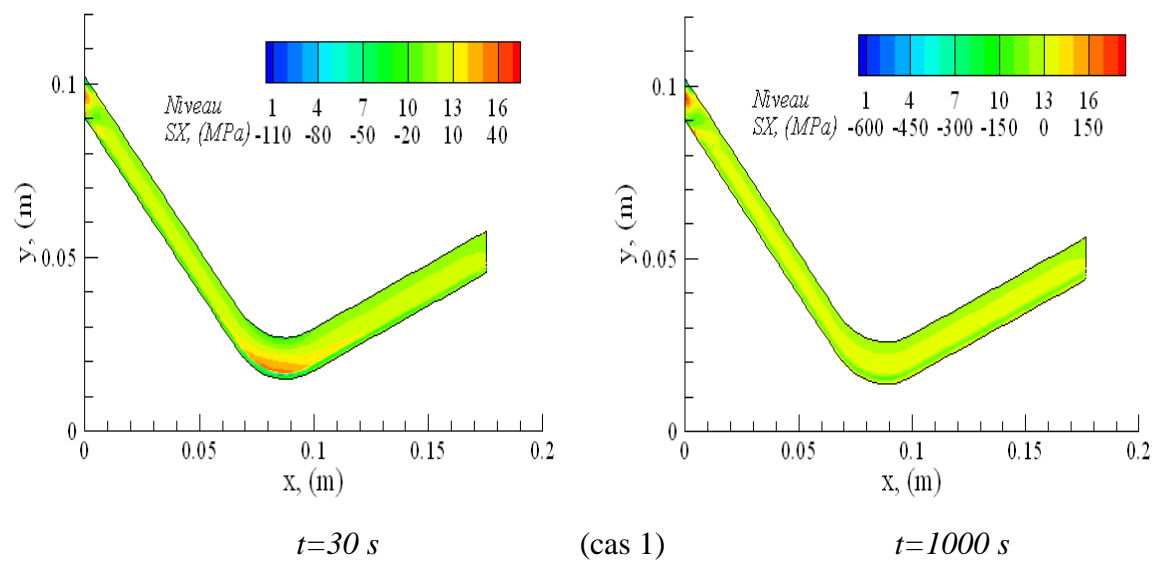 Niveau 1 4 7 10 13 16
SX, (MPa) -110 -80 -50 -20 10 40
0.1
0.05
0
y, (m)
0 0.05 0.1 0.15 0.2
x, (m)
Niveau 1 4 7 10 13 16
SX, (MPa) -600 -450 -300 -150 0 150
0.1
0.05
0
y, (m)
0 0.05 0.1 0.15 0.2
x, (m)
t=30 s (cas 1) t=1000 s